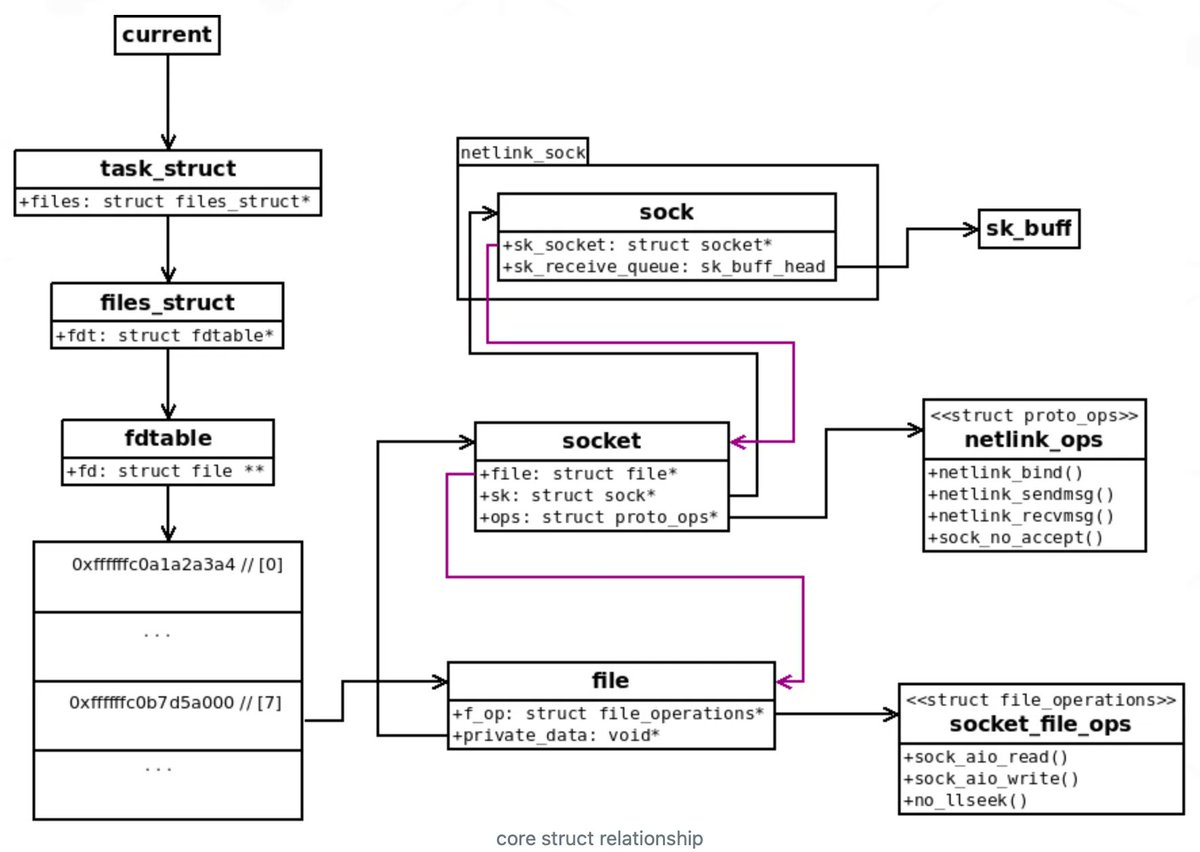 current
task_struct
+files: struct files_struct*
files_struct
+fdt: struct fdtable*
fdtable
+fd: struct file **
0xffffffc0a1a2a3a4 // [0]
...
0xffffffc0b7d5a000 // [7]
...
netlink_sock
sock
+sk_socket: struct socket*
+sk_receive_queue: sk_buff_head
sk_buff
socket
+file: struct file*
+sk: struct sock*
+ops: struct proto_ops*
<<struct proto_ops>>
netlink_ops
+netlink_bind()
+netlink_sendmsg()
+netlink_recvmsg()
+sock_no_accept()
file
+f_op: struct file_operations*
+private_data: void*
<<struct file_operations>>
socket_file_ops
+sock_aio_read()
+sock_aio_write()
+no_llseek()
core struct relationship